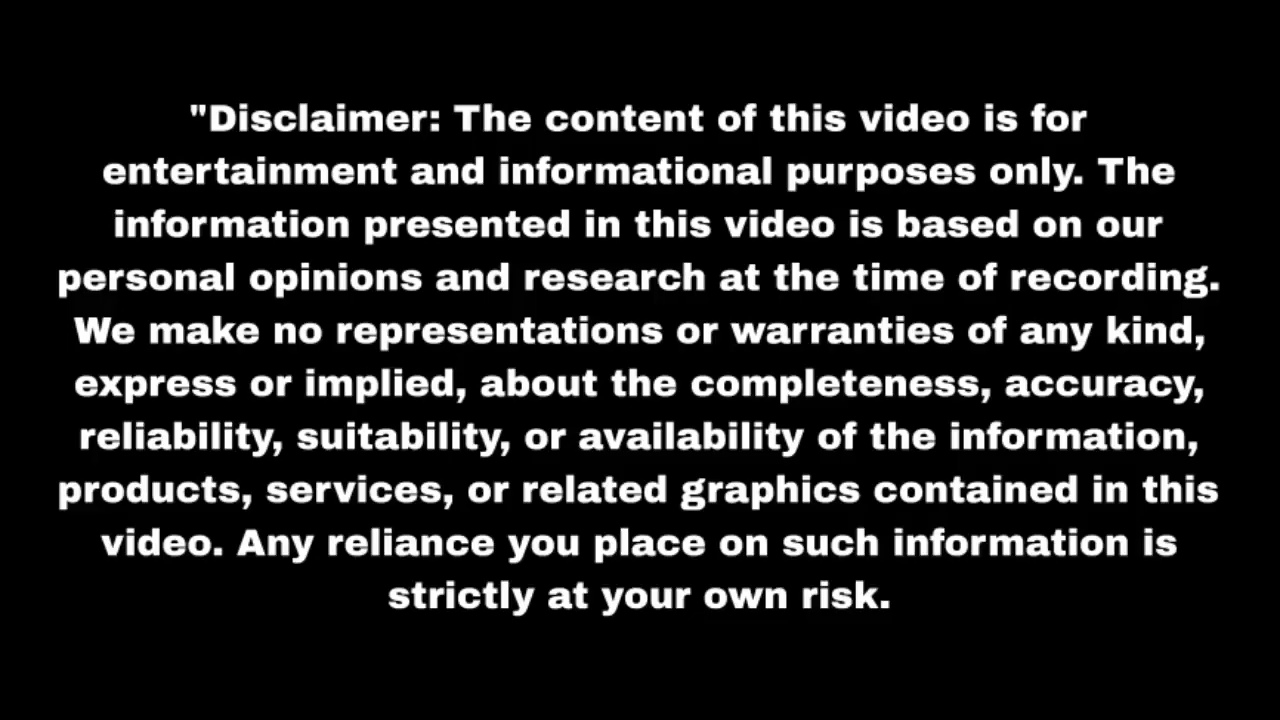 "Disclaimer: The content of this video is for
entertainment and informational purposes only. The
information presented in this video is based on our
personal opinions and research at the time of recording.
We make no representations or warranties of any kind,
express or implied, about the completeness, accuracy,
reliability, suitability, or availability of the information,
products, services, or related graphics contained in this
video. Any reliance you place on such information is
strictly at your own risk.